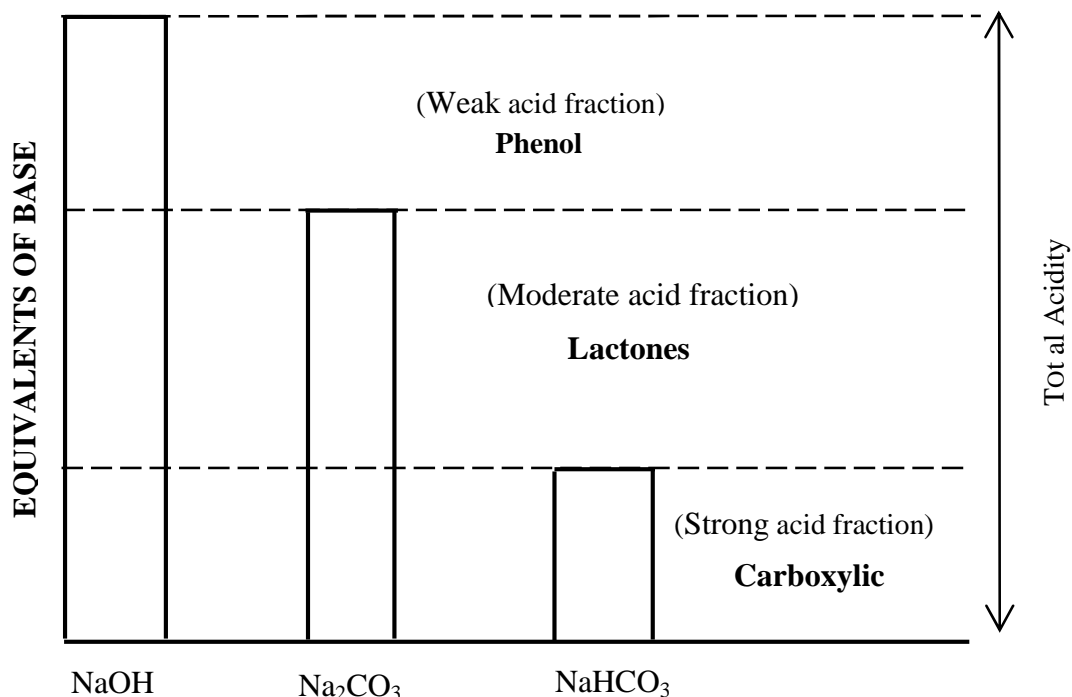 (Weak acid fraction)
Phenol
EQUIVALENTS OF BASE
(Moderate acid fraction)
Lactones
Tot al Acidity
(Strong acid fraction)
Carboxylic
NaOH
Na₂CO₃
NaHCO₃